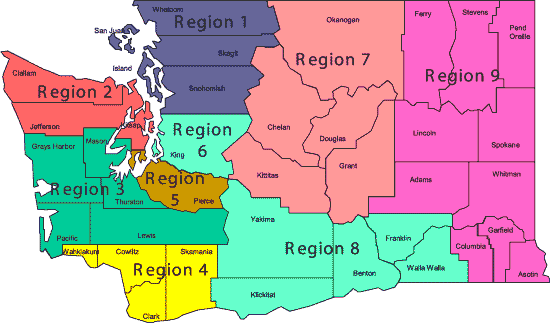 Whatcom
San Juan
Region 1
Skagit
Island
Snohomish
Okanogan
Region 7
Ferry
Stevens
Pend
Oreille
Region 9
Clallam
Region 2
Jefferson
Kitsap
Region
6
King
Chelan
Douglas
Lincoln
Spokane
Grays Harbor
Mason
Grant
Kittitas
Adams
Whitman
Region 3
Thurston
Region
5
Pierce
Pacific
Lewis
Yakima
Region 8
Franklin
Garfield
Columbia
Wahkiakum
Cowlitz
Skamania
Region 4
Benton
Walla Walla
Asotin
Klickitat
Clark